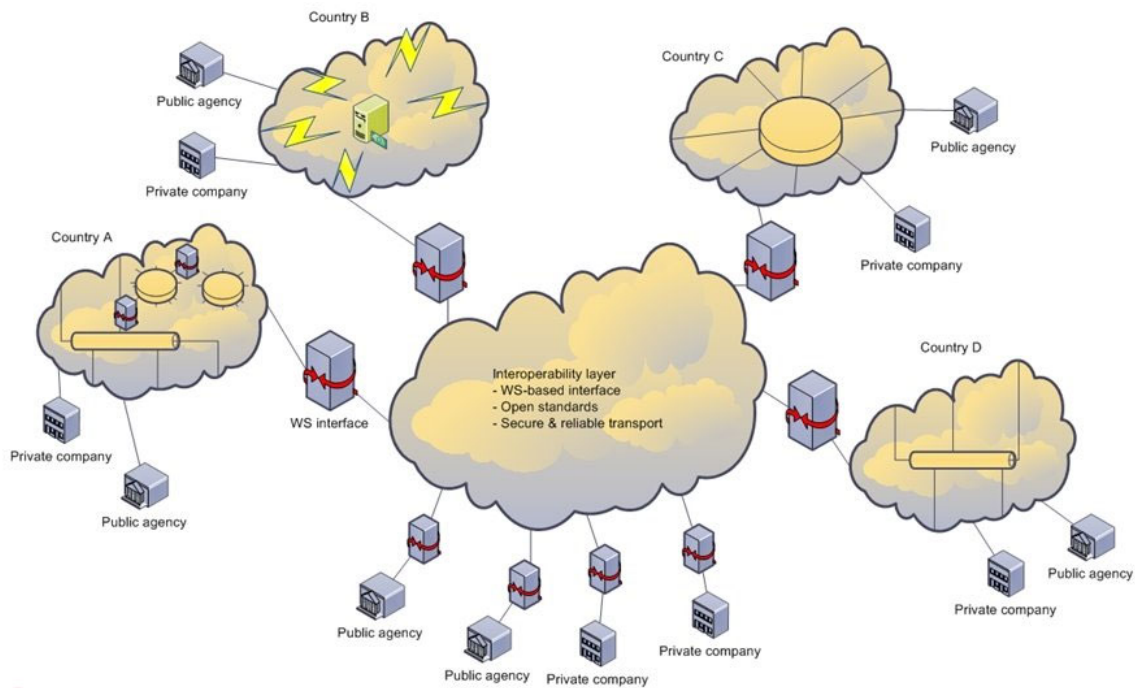 Country B
Country C
Public agency
Public agency
Private company
Country A
Private company
Country D
Interoperability layer
- WS-based interface
- Open standards
- Secure & reliable transport
WS interface
Private company
Public agency
Public agency
Private company
Public agency
Public agency
Private company
Private company